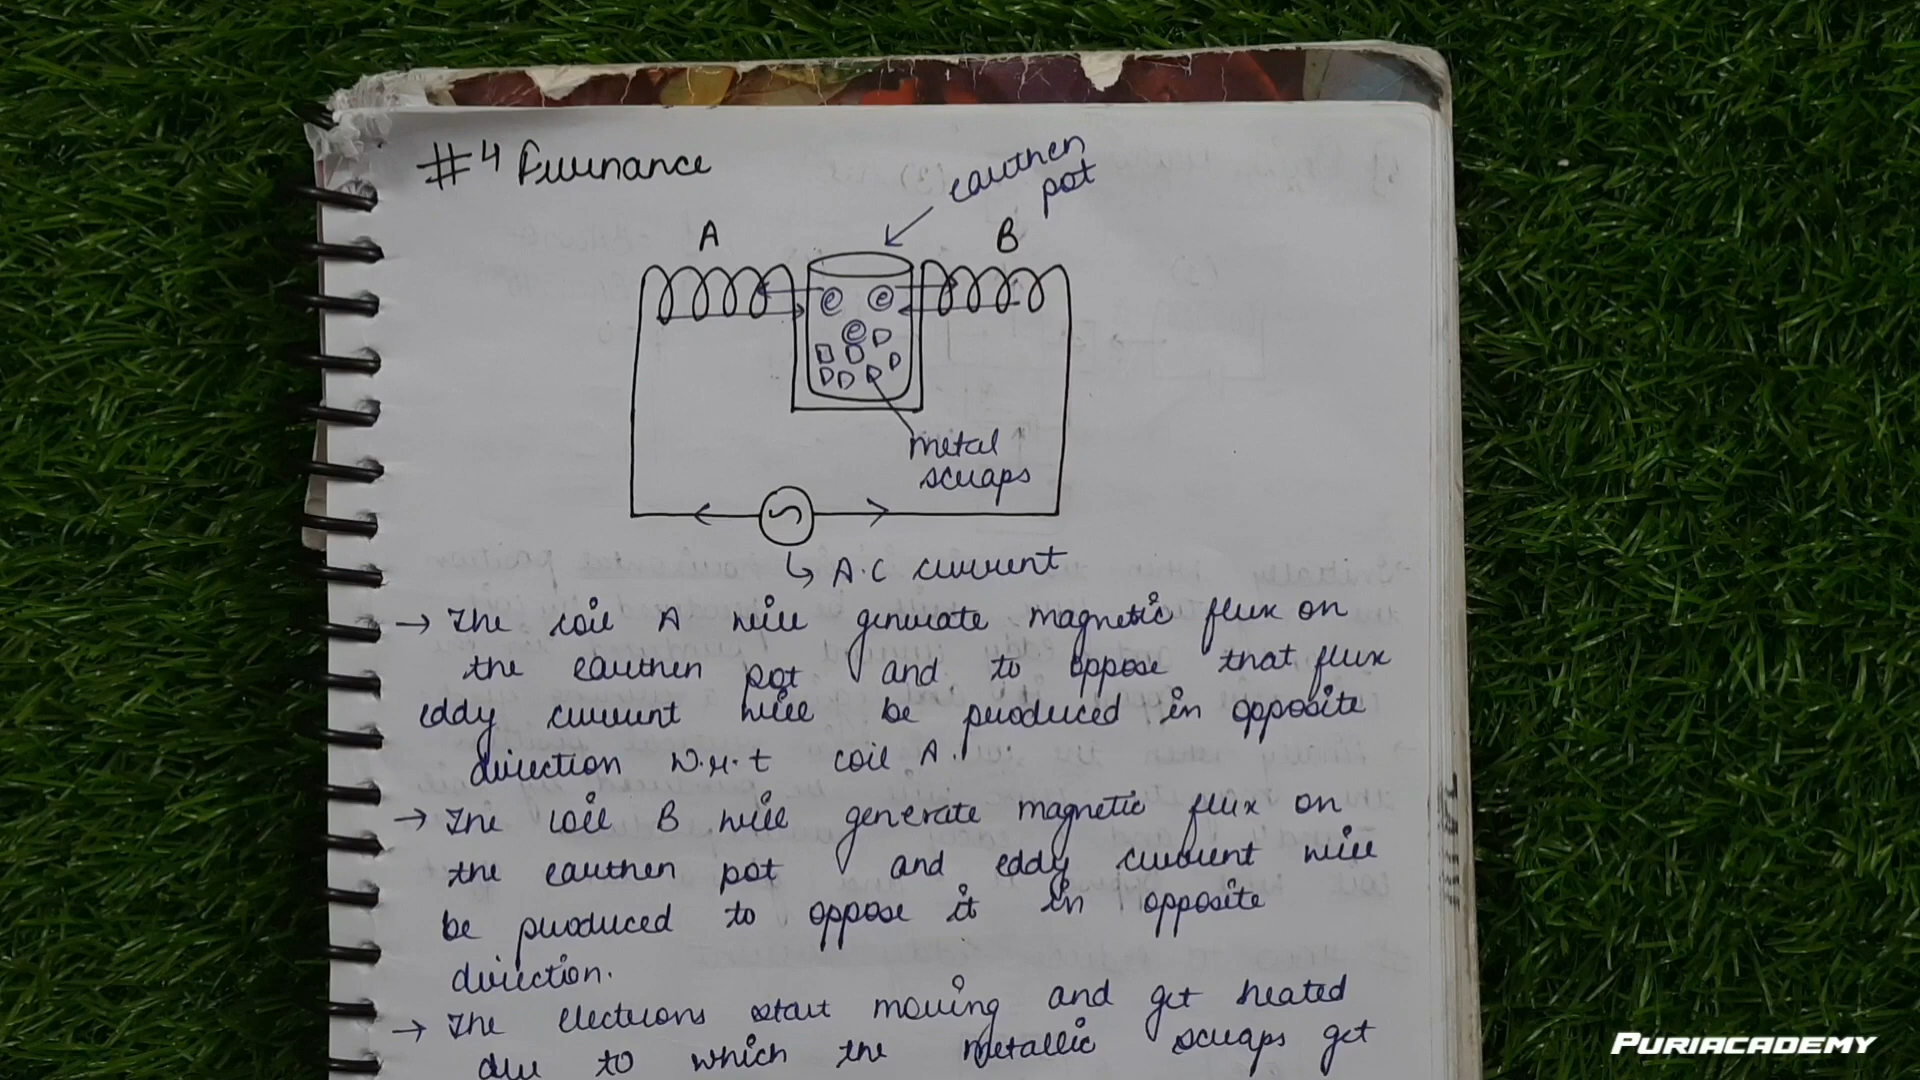 #4 Furnance
earthen
pot
A
B
e e
e
metal
scraps
A.C current
→ The coil A will generate magnetic flux on
the earthen pot and to oppose that flux
eddy current will be produced in opposite
direction w.r.t coil A.
→ The coil B will generate magnetic flux on
the earthen pot and eddy current will
be produced to oppose it in opposite
direction.
→ The electrons start moving and get heated
due to which the metallic scraps get
PURIACADEMY